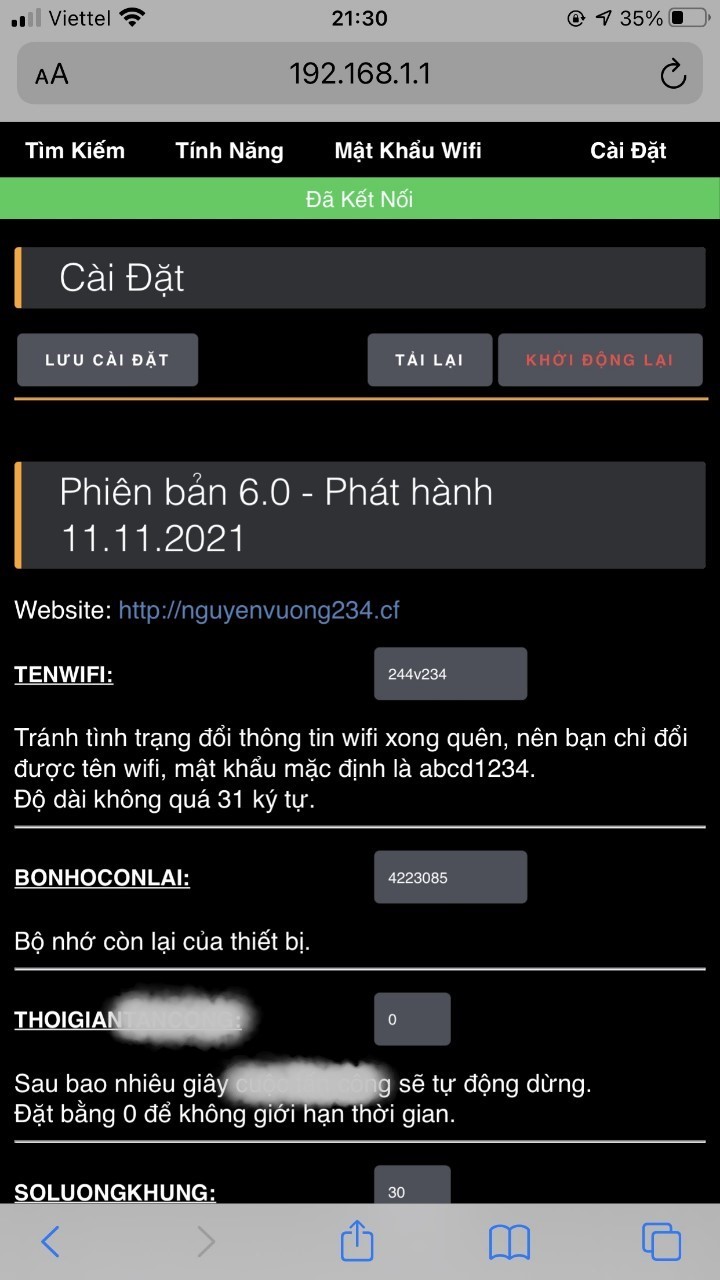 Viettel 21:30 35%
AA 192.168.1.1
Tìm Kiếm Tính Năng Mật Khẩu Wifi Cài Đặt
Đã Kết Nối
Cài Đặt
LƯU CÀI ĐẶT TẢI LẠI KHỞI ĐỘNG LẠI
Phiên bản 6.0 - Phát hành
11.11.2021
Website: http://nguyenvuong234.cf
TENWIFI: 244v234
Tránh tình trạng đổi thông tin wifi xong quên, nên bạn chỉ đổi
được tên wifi, mật khẩu mặc định là abcd1234.
Độ dài không quá 31 ký tự.
BONHOCONLAI: 4223085
Bộ nhớ còn lại của thiết bị.
THOIGIANTANCONG: 0
Sau bao nhiêu giây cuộc tấn công sẽ tự động dừng.
Đặt bằng 0 để không giới hạn thời gian.
SOLUONGKHUNG: 30